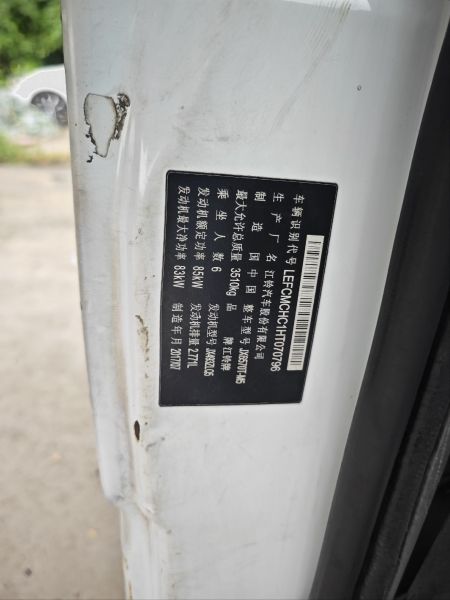 车辆识别代号 LEFCMCHC1HT070796
生产厂名 江铃汽车股份有限公司
制造国 中国 整车型号 JX6570T-M5
最大允许总质量 3510kg 品牌 江铃牌
乘坐人数 6 发动机型号 JX493ZLQ5
发动机额定功率 85kW 发动机排量 2.771L
发动机最大净功率 83kW 制造年月 2017/02